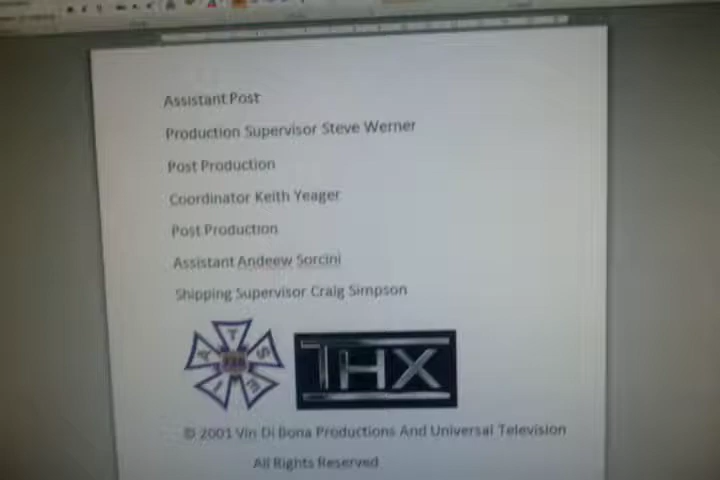 Assistant Post
Production Supervisor Steve Werner
Post Production
Coordinator Keith Yeager
Post Production
Assistant Andeew Sorcini
Shipping Supervisor Craig Simpson
I A T S E
THX
© 2001 Vin Di Bona Productions And Universal Television
All Rights Reserved